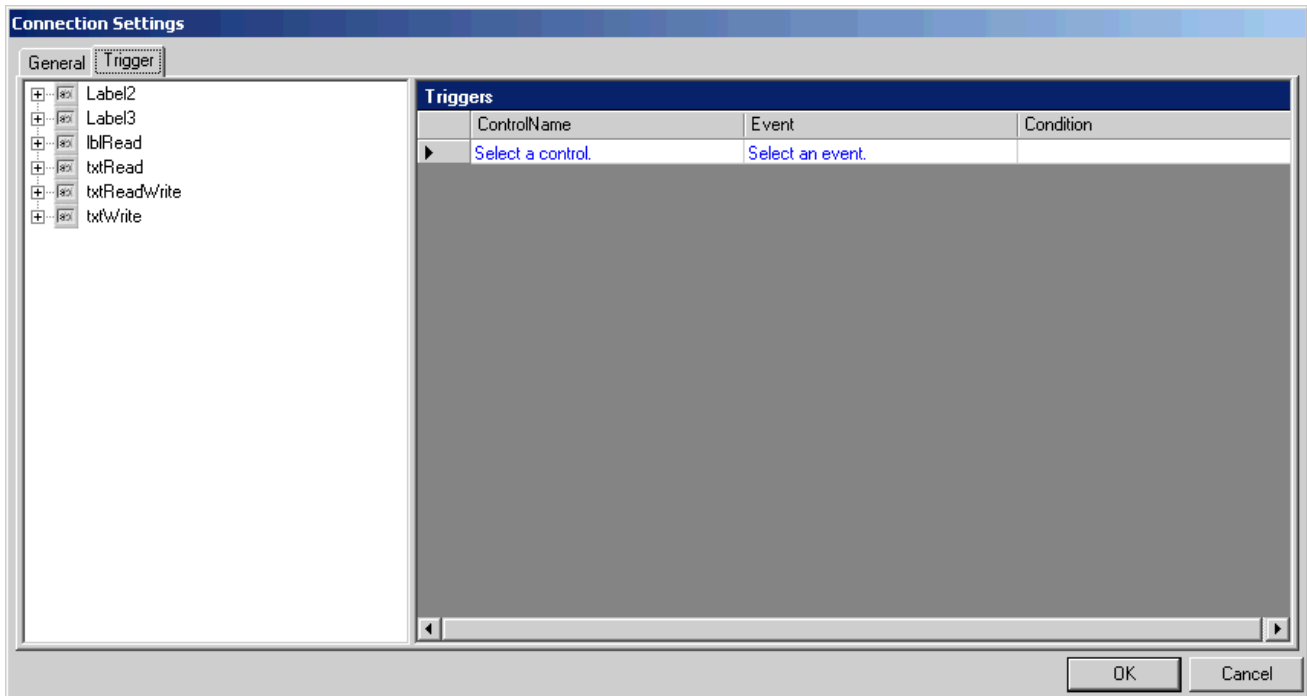 Connection Settings
General Trigger
Label2
Label3
lblRead
txtRead
txtReadWrite
txtWrite
Triggers
ControlName Event Condition
Select a control. Select an event.
OK Cancel